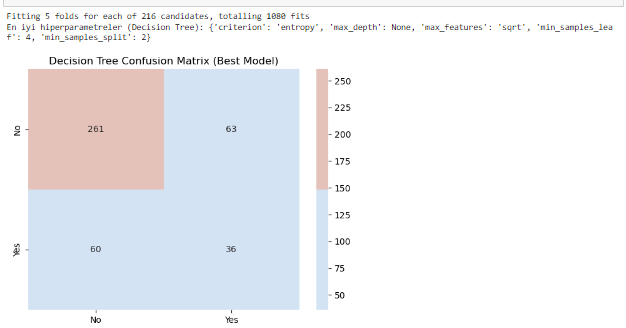 Fitting 5 folds for each of 216 candidates, totalling 1080 fits
En iyi hiperparametreler (Decision Tree): {'criterion': 'entropy', 'max_depth': None, 'max_features': 'sqrt', 'min_samples_lea
f': 4, 'min_samples_split': 2}
Decision Tree Confusion Matrix (Best Model)
No
261
63
Yes
60
36
No
Yes
250
225
200
175
150
125
100
75
50